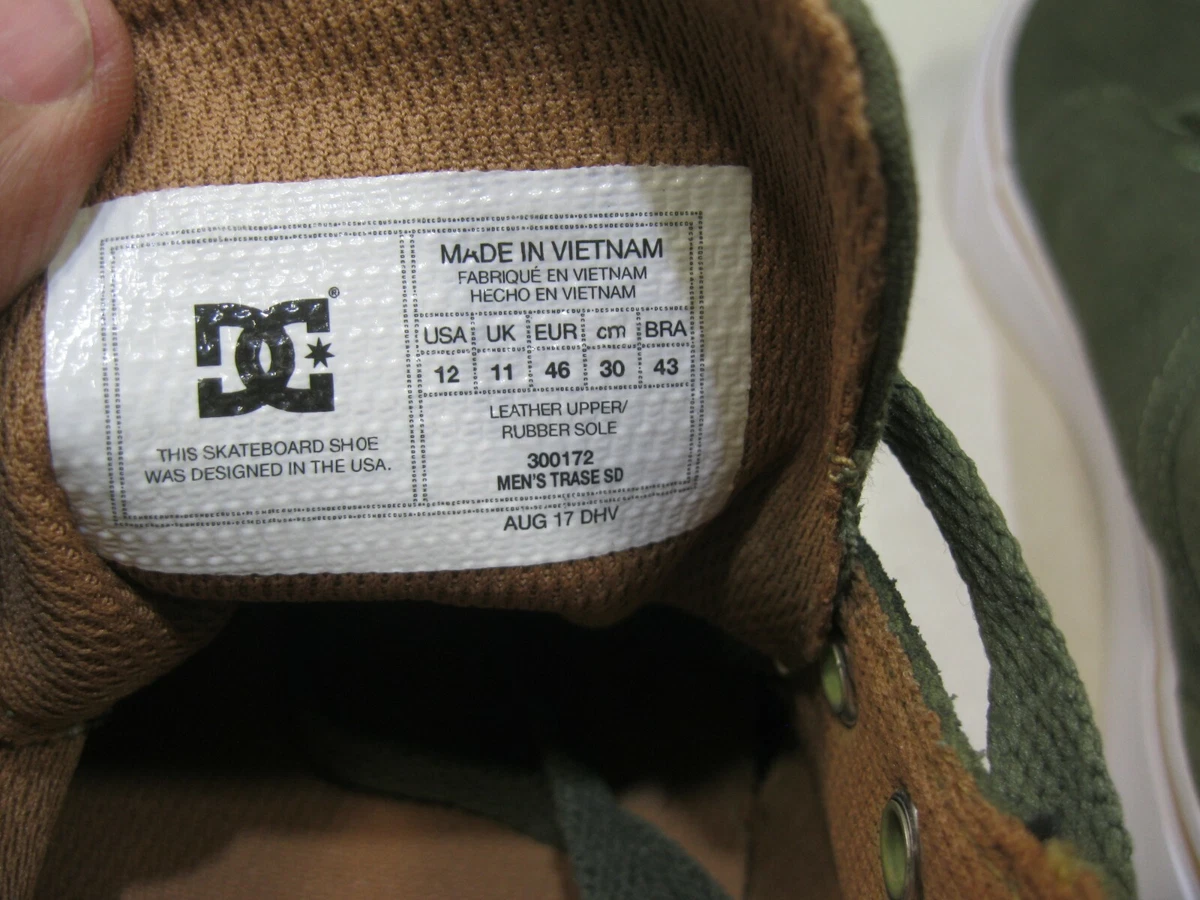 DC
®
THIS SKATEBOARD SHOE
WAS DESIGNED IN THE USA.
MADE IN VIETNAM
FABRIQUÉ EN VIETNAM
HECHO EN VIETNAM
USA UK EUR cm BRA
12 11 46 30 43
LEATHER UPPER/
RUBBER SOLE
300172
MEN'S TRASE SD
AUG 17 DHV